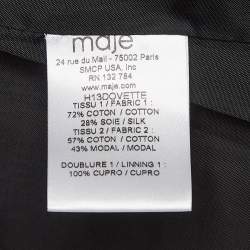 maje
24 rue du Mail - 75002 Paris
SMCP USA, Inc
RN 132 784
H13DOVETTE
TISSU 1 / FABRIC 1 :
72% COTON / COTTON
28% SOIE / SILK
TISSU 2 / FABRIC 2 :
57% COTON / COTTON
43% MODAL / MODAL
DOUBLURE 1 / LINNING 1 :
100% CUPRO / CUPRO